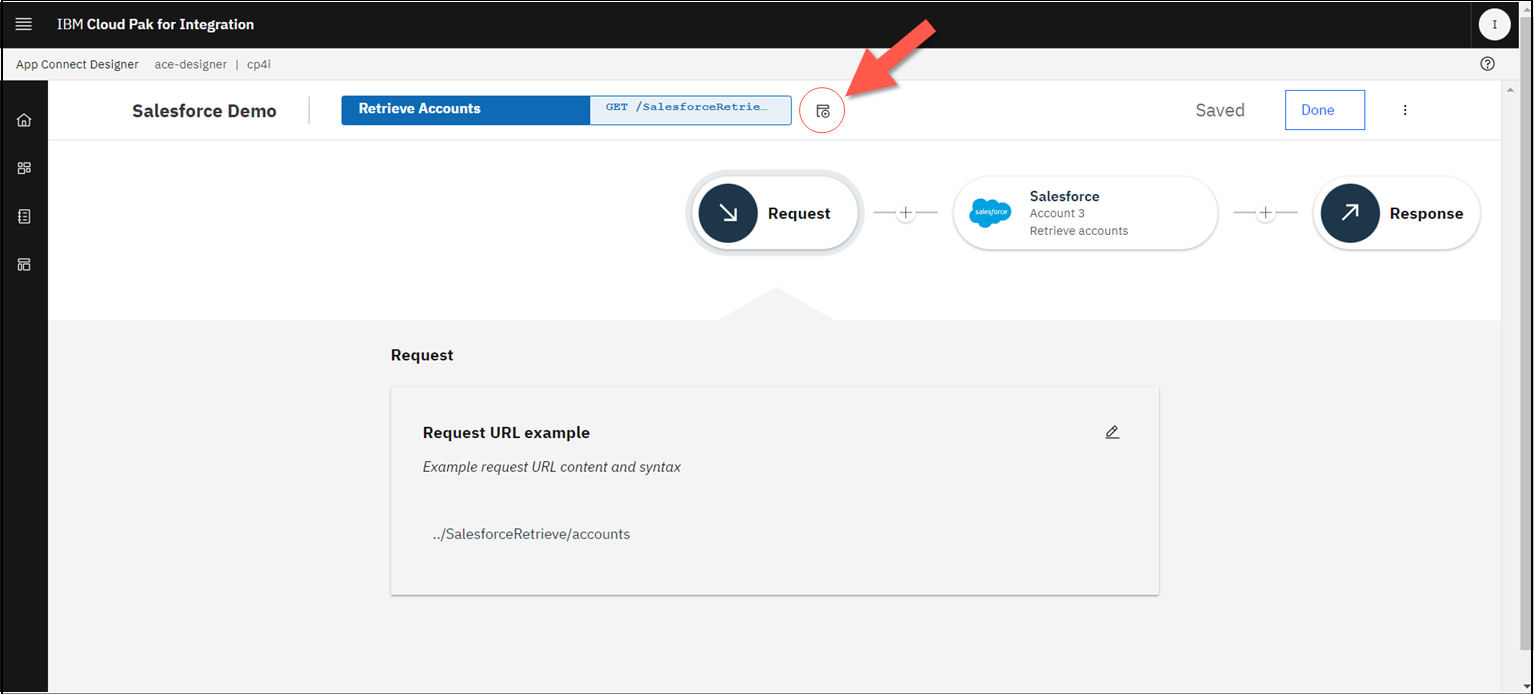 IBM Cloud Pak for Integration
I
App Connect Designer ace-designer | cp4i
Salesforce Demo
Retrieve Accounts
GET /SalesforceRetrie…
Saved
Done
Request
salesforce
Salesforce
Account 3
Retrieve accounts
Response
Request
Request URL example
Example request URL content and syntax
../SalesforceRetrieve/accounts